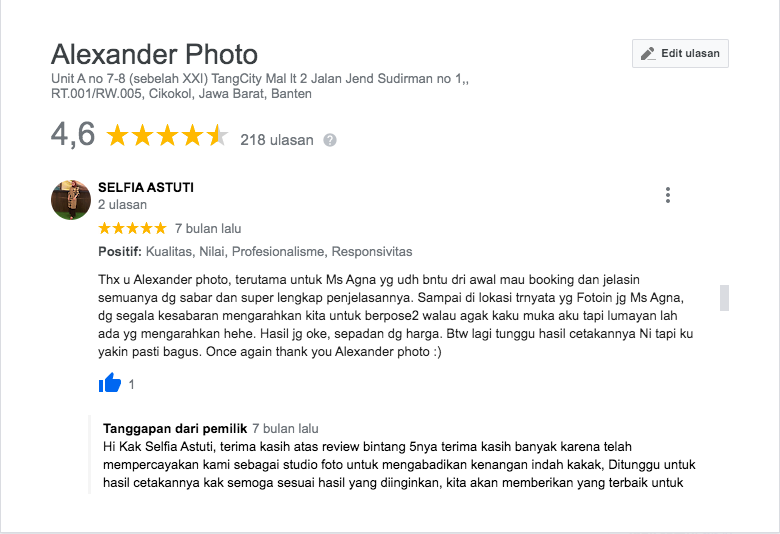 Alexander Photo
Edit ulasan
Unit A no 7-8 (sebelah XXI) TangCity Mal lt 2 Jalan Jend Sudirman no 1,,
RT.001/RW.005, Cikokol, Jawa Barat, Banten
4,6 218 ulasan ?
SELFIA ASTUTI
2 ulasan
7 bulan lalu
Positif: Kualitas, Nilai, Profesionalisme, Responsivitas
Thx u Alexander photo, terutama untuk Ms Agna yg udh bntu dri awal mau booking dan jelasin
semuanya dg sabar dan super lengkap penjelasannya. Sampai di lokasi trnyata yg Fotoin jg Ms Agna,
dg segala kesabaran mengarahkan kita untuk berpose2 walau agak kaku muka aku tapi lumayan lah
ada yg mengarahkan hehe. Hasil jg oke, sepadan dg harga. Btw lagi tunggu hasil cetakannya Ni tapi ku
yakin pasti bagus. Once again thank you Alexander photo :)
1
Tanggapan dari pemilik 7 bulan lalu
Hi Kak Selfia Astuti, terima kasih atas review bintang 5nya terima kasih banyak karena telah
mempercayakan kami sebagai studio foto untuk mengabadikan kenangan indah kakak, Ditunggu untuk
hasil cetakannya kak semoga sesuai hasil yang diinginkan, kita akan memberikan yang terbaik untuk